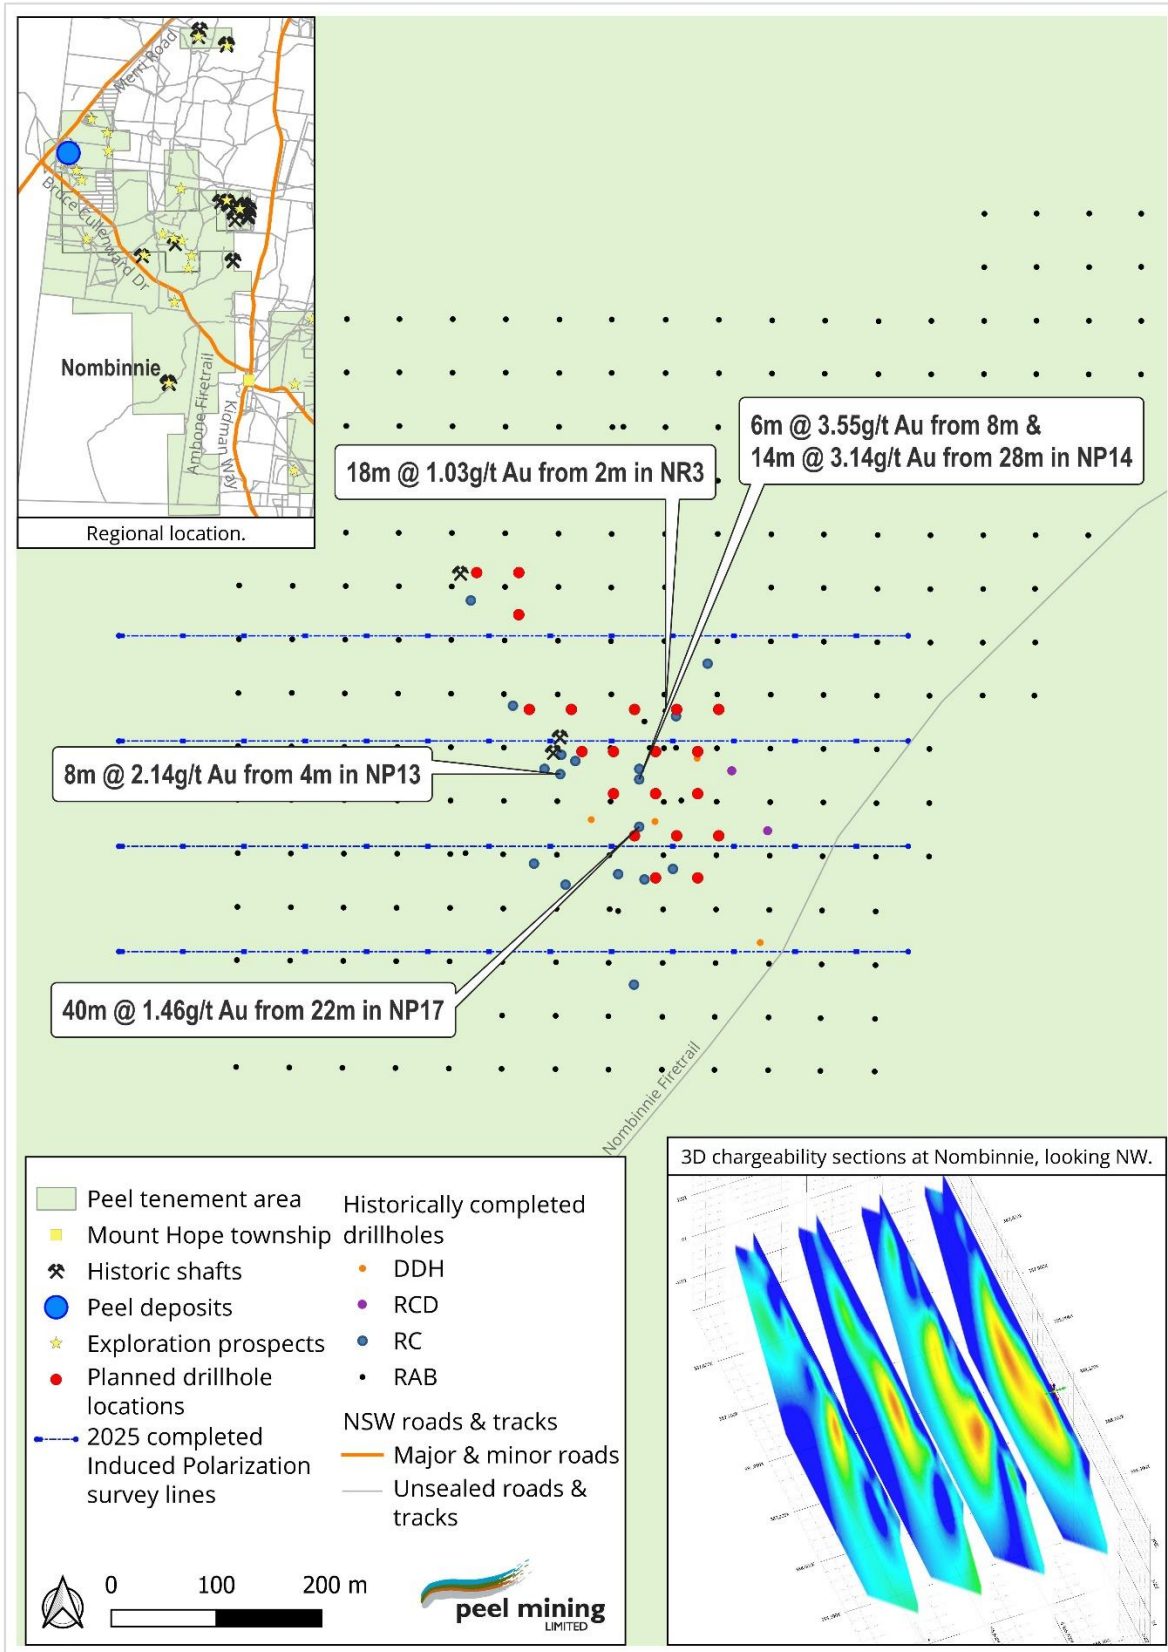 Merri Road
Bruce Cullenward Dr
Nombinnie
Ambone Firetrail
Kidman Way
Regional location.
18m @ 1.03g/t Au from 2m in NR3
6m @ 3.55g/t Au from 8m &
14m @ 3.14g/t Au from 28m in NP14
8m @ 2.14g/t Au from 4m in NP13
40m @ 1.46g/t Au from 22m in NP17
Nombinnie Firetrail
Peel tenement area
Mount Hope township
Historic shafts
Peel deposits
Exploration prospects
Planned drillhole
locations
2025 completed
Induced Polarization
survey lines
Historically completed
drillholes
DDH
RCD
RC
RAB
NSW roads & tracks
Major & minor roads
Unsealed roads &
tracks
0 100 200 m
peel mining
LIMITED
3D chargeability sections at Nombinnie, looking NW.